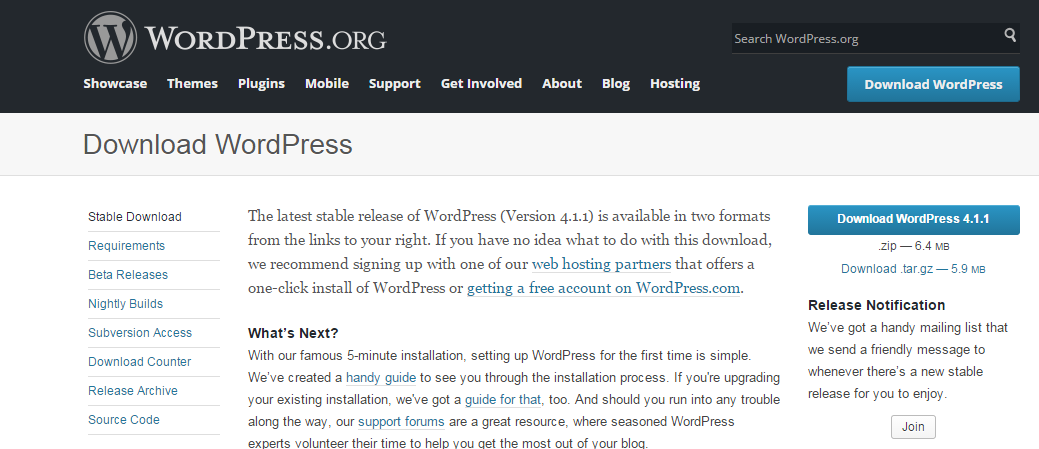 WORDPRESS.ORG
Search WordPress.org
Showcase Themes Plugins Mobile Support Get Involved About Blog Hosting
Download WordPress
Download WordPress
Stable Download
Requirements
Beta Releases
Nightly Builds
Subversion Access
Download Counter
Release Archive
Source Code
The latest stable release of WordPress (Version 4.1.1) is available in two formats
from the links to your right. If you have no idea what to do with this download,
we recommend signing up with one of our web hosting partners that offers a
one-click install of WordPress or getting a free account on WordPress.com.
What's Next?
With our famous 5-minute installation, setting up WordPress for the first time is simple.
We've created a handy guide to see you through the installation process. If you're upgrading
your existing installation, we've got a guide for that, too. And should you run into any trouble
along the way, our support forums are a great resource, where seasoned WordPress
experts volunteer their time to help you get the most out of your blog.
Download WordPress 4.1.1
.zip — 6.4 MB
Download .tar.gz — 5.9 MB
Release Notification
We've got a handy mailing list that
we send a friendly message to
whenever there's a new stable
release for you to enjoy.
Join